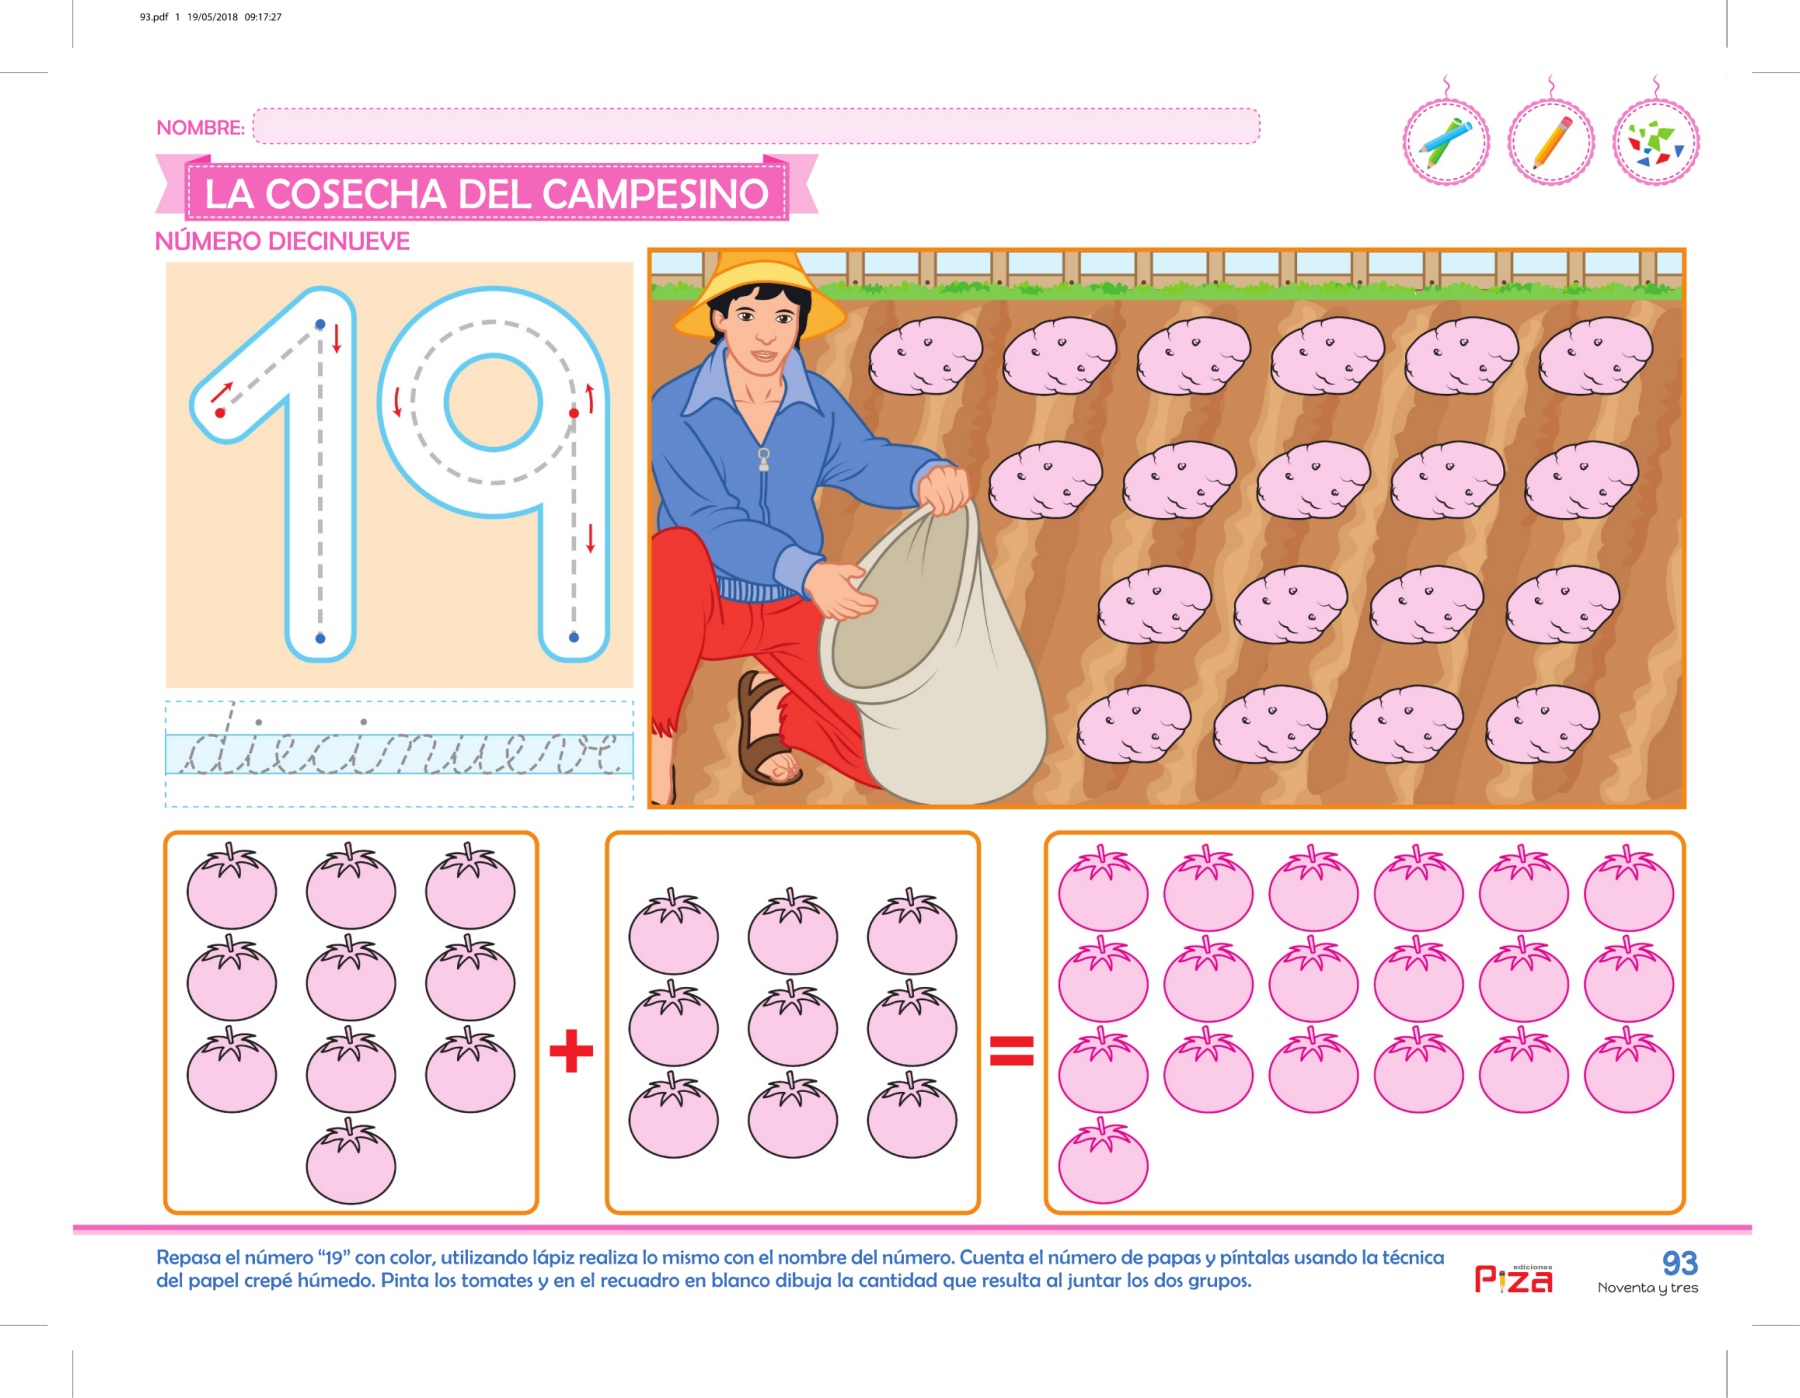 93.pdf 1 19/05/2018 09:17:27
NOMBRE:
LA COSECHA DEL CAMPESINO
NÚMERO DIECINUEVE
19
diecinueve
+
=
Repasa el número “19” con color, utilizando lápiz realiza lo mismo con el nombre del número. Cuenta el número de papas y píntalas usando la técnica
del papel crepé húmedo. Pinta los tomates y en el recuadro en blanco dibuja la cantidad que resulta al juntar los dos grupos.
ediciones
Piza
93
Noventa y tres